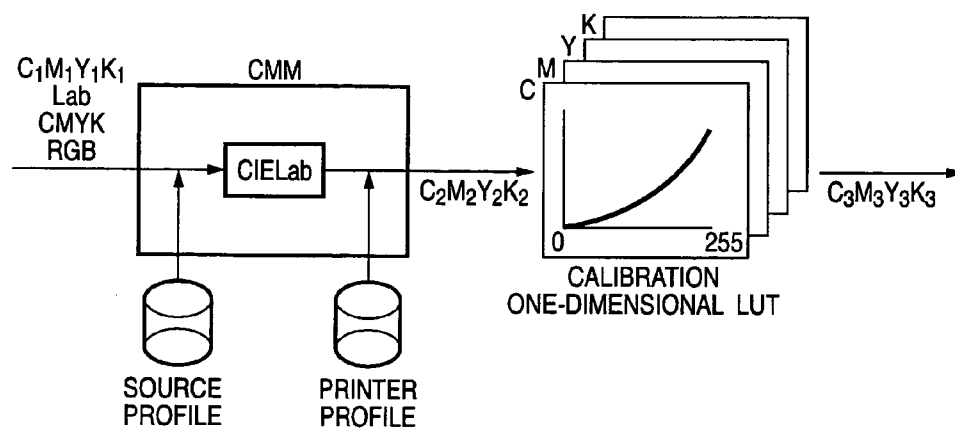 C₁M₁Y₁K₁
Lab
CMYK
RGB
CMM
CIELab
C₂M₂Y₂K₂
K
Y
M
C
0 255
C₃M₃Y₃K₃
CALIBRATION
ONE-DIMENSIONAL LUT
SOURCE
PROFILE
PRINTER
PROFILE